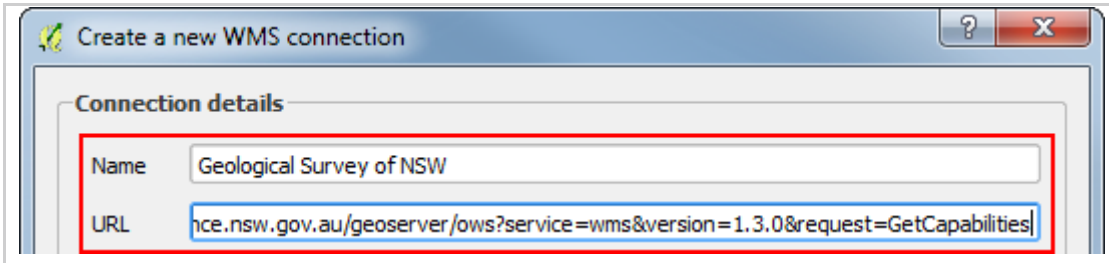 Create a new WMS connection
? X
Connection details
Name Geological Survey of NSW
URL nce.nsw.gov.au/geoserver/ows?service=wms&version=1.3.0&request=GetCapabilities